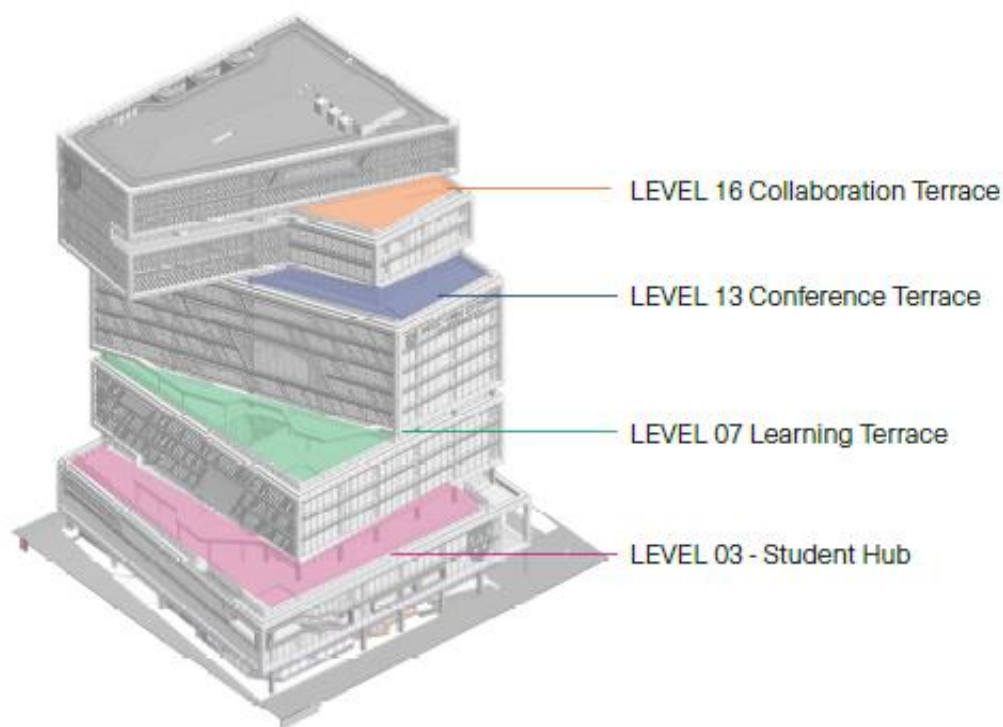 LEVEL 16 Collaboration Terrace
LEVEL 13 Conference Terrace
LEVEL 07 Learning Terrace
LEVEL 03 - Student Hub